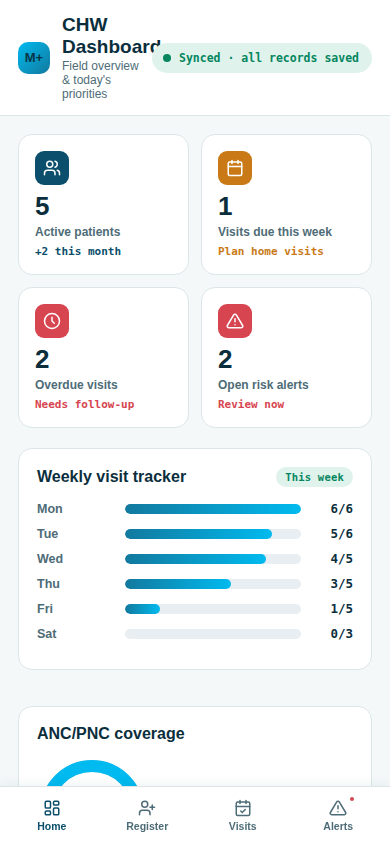 M+
CHW
Dashboard
Field overview
& today's
priorities
Synced · all records saved
5
Active patients
+2 this month
1
Visits due this week
Plan home visits
2
Overdue visits
Needs follow-up
2
Open risk alerts
Review now
Weekly visit tracker
This week
Mon 6/6
Tue 5/6
Wed 4/5
Thu 3/5
Fri 1/5
Sat 0/3
ANC/PNC coverage
Home
Register
Visits
Alerts